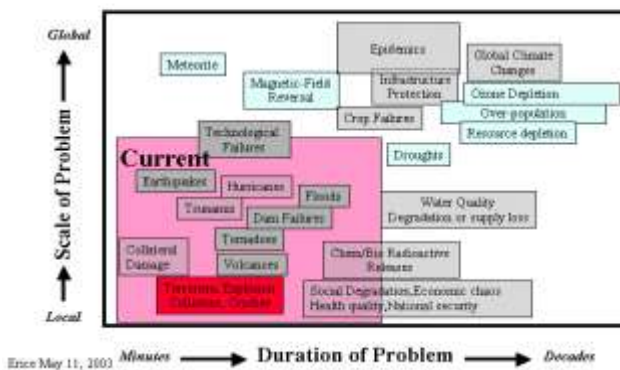 Global
Scale of Problem
Local
Meteorite
Magnetic-Field
Reversal
Epidemics
Infrastructure
Protection
Crop Failures
Global Climate
Changes
Ozone Depletion
Over-population
Resource depletion
Technological
Failures
Droughts
Current
Earthquakes
Hurricanes
Floods
Tsunamis
Dam Failures
Tornadoes
Volcanoes
Collateral
Damage
Water Quality
Degradation or supply loss
Chem/Bio Radioactive
Releases
Terrorism, Explosion
Social Degradation,Economic chaos
Health quality,National security
Erice May 11, 2003
Minutes
Duration of Problem
Decades